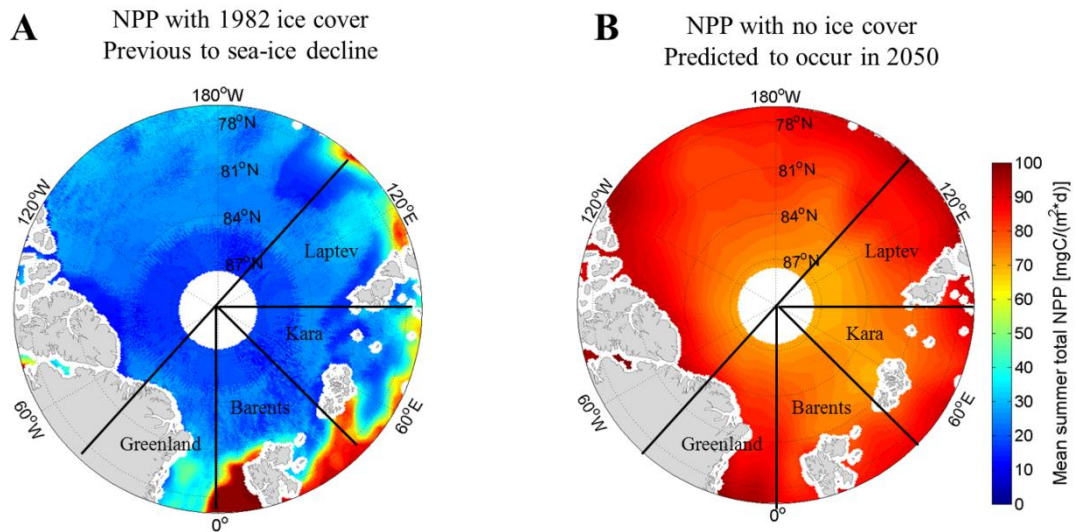 A
NPP with 1982 ice cover
Previous to sea-ice decline
180°W
78°N
81°N
84°N
87°N
120°W
120°E
Laptev
Kara
Barents
Greenland
60°W
60°E
0°
B
NPP with no ice cover
Predicted to occur in 2050
180°W
78°N
81°N
84°N
87°N
120°W
120°E
Laptev
Kara
Barents
Greenland
60°W
60°E
0°
100
90
80
70
60
50
40
30
20
10
0
Mean summer total NPP [mgC/(m²*d)]